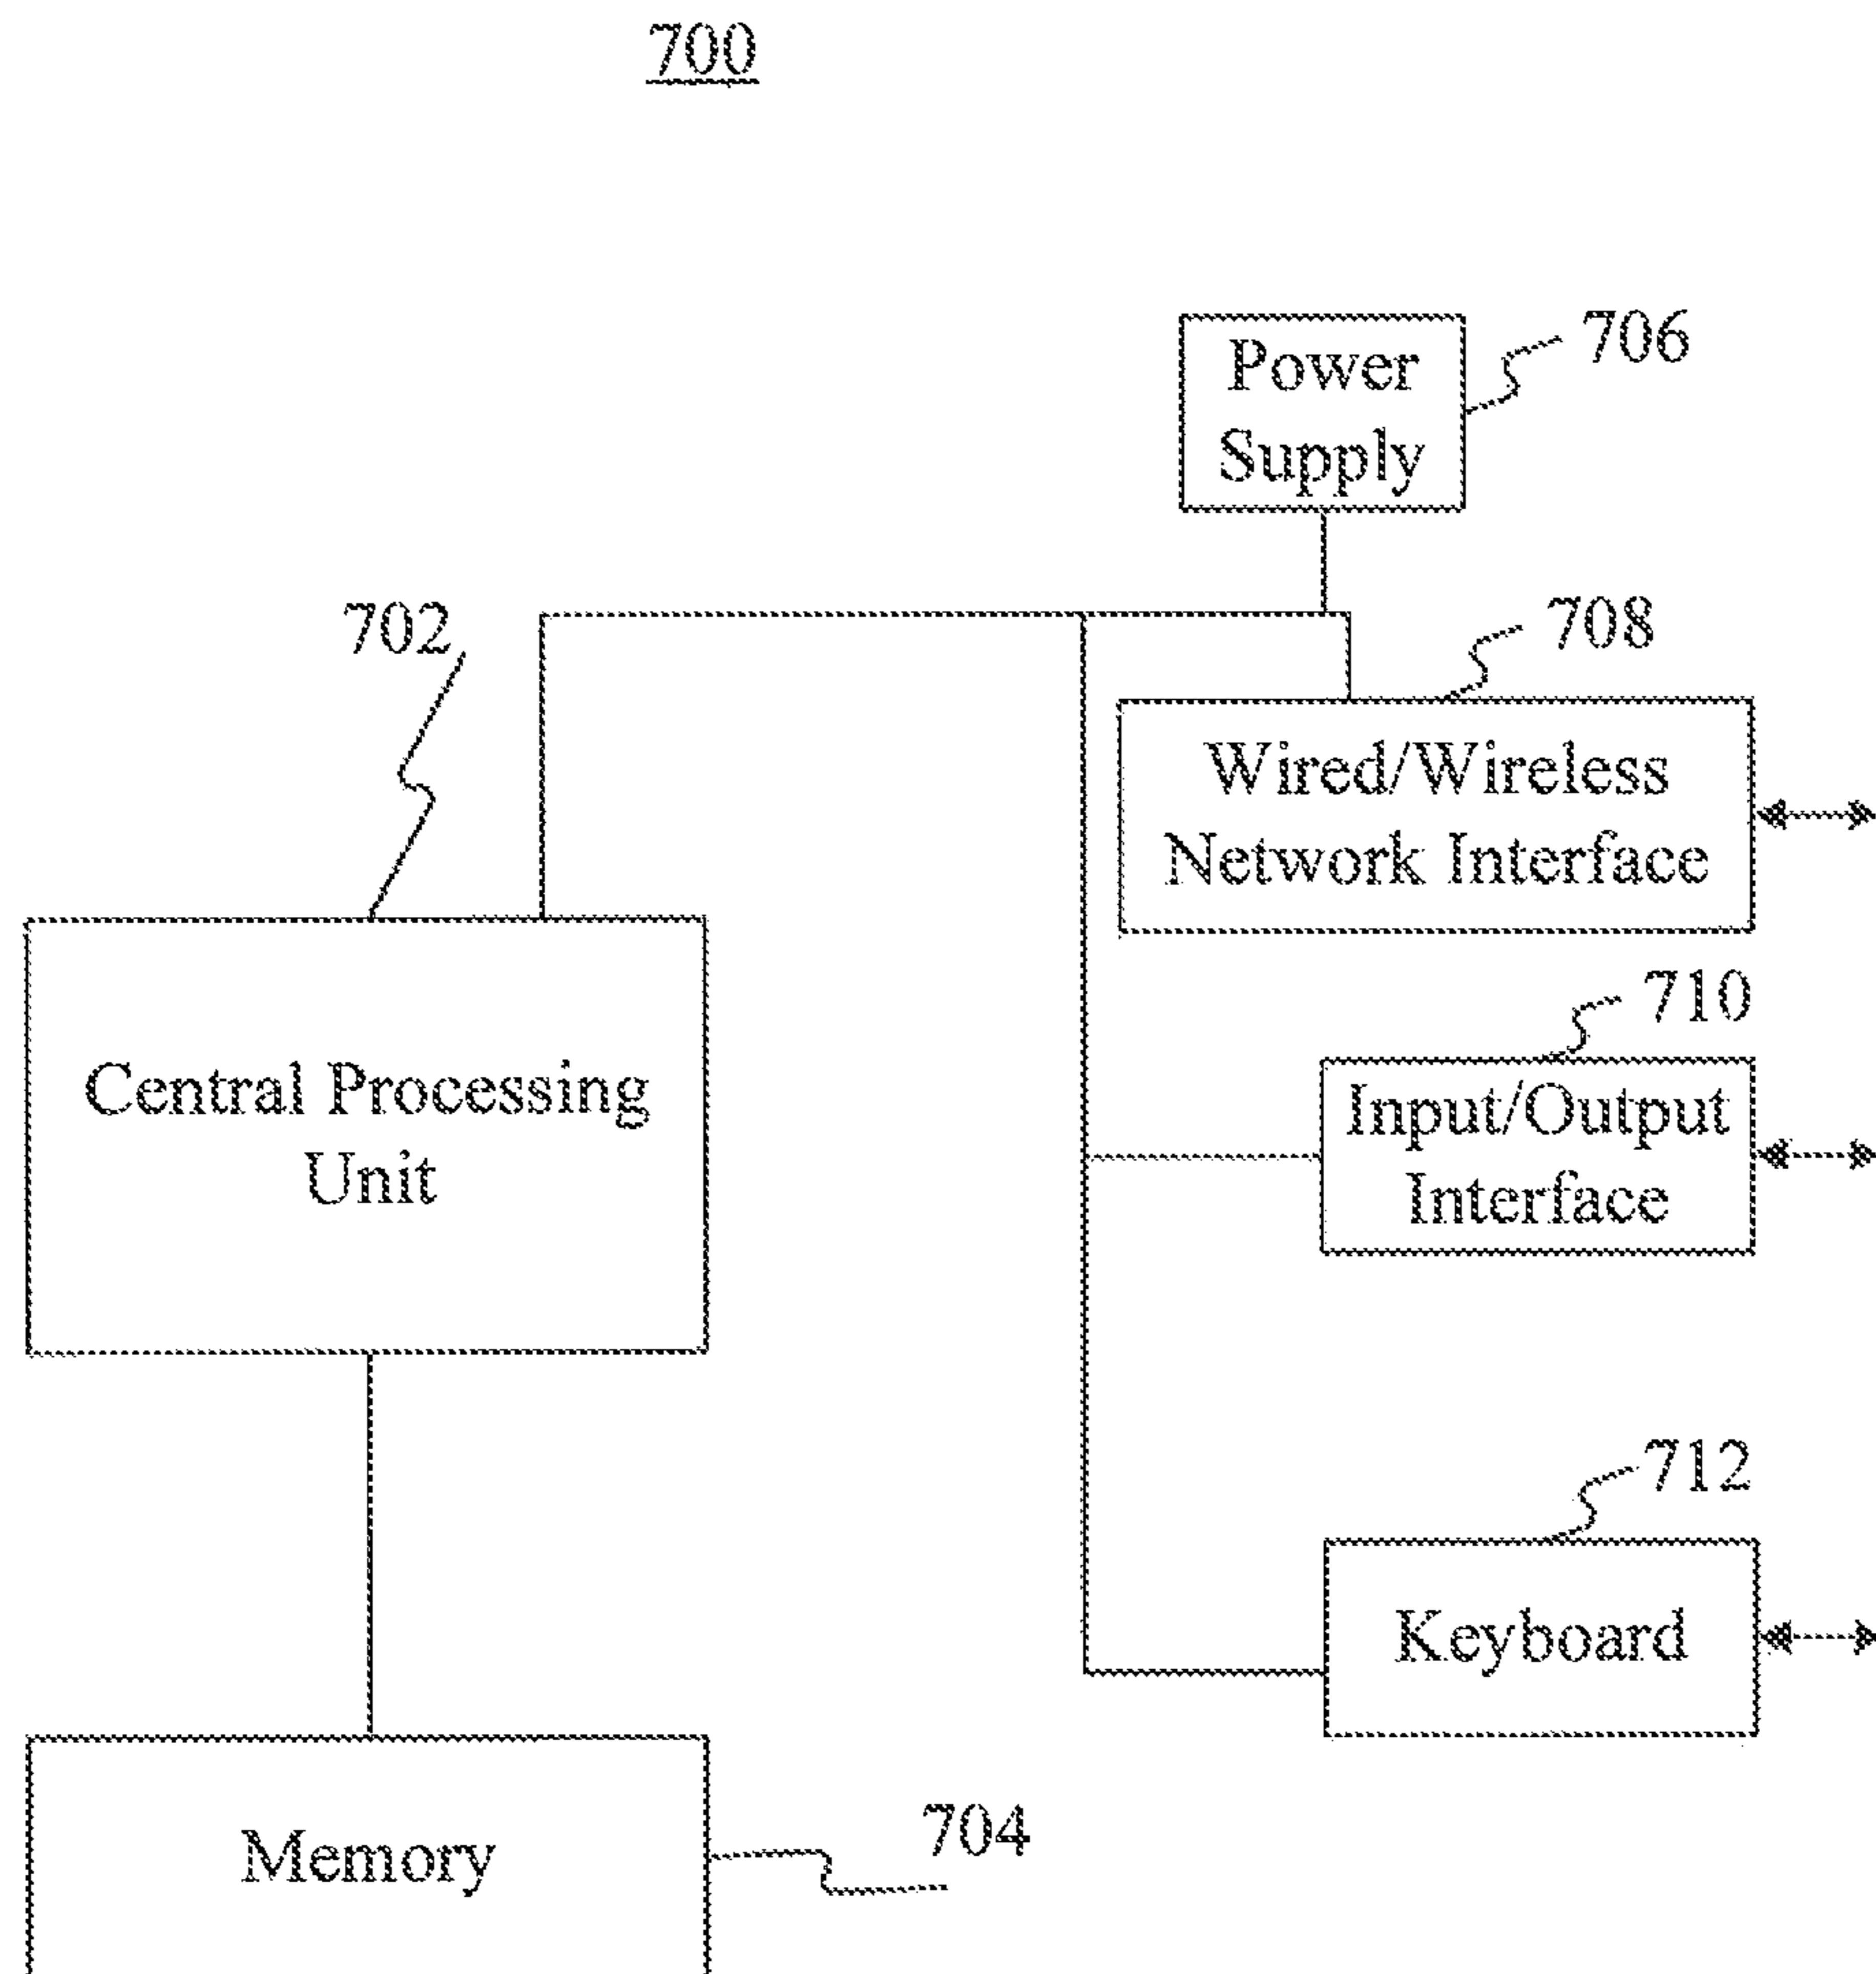 700
Power
Supply
706
702
708
Wired/Wireless
Network Interface
710
Central Processing
Unit
Input/Output
Interface
712
Keyboard
Memory
704